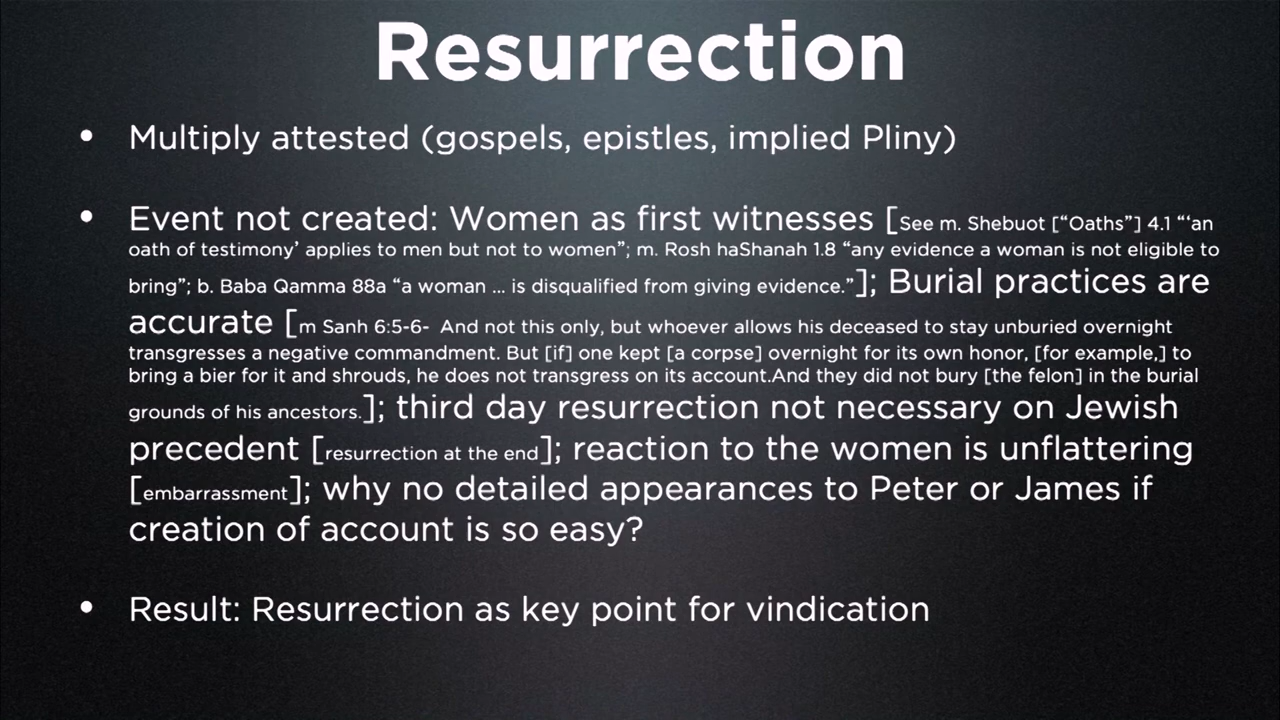 Resurrection
• Multiply attested (gospels, epistles, implied Pliny)
• Event not created: Women as first witnesses [See m. Shebuot [“Oaths”] 4.1 “‘an
oath of testimony’ applies to men but not to women”; m. Rosh haShanah 1.8 “any evidence a woman is not eligible to
bring”; b. Baba Qamma 88a “a woman ... is disqualified from giving evidence.”]; Burial practices are
accurate [m Sanh 6:5-6- And not this only, but whoever allows his deceased to stay unburied overnight
transgresses a negative commandment. But [if] one kept [a corpse] overnight for its own honor, [for example,] to
bring a bier for it and shrouds, he does not transgress on its account.And they did not bury [the felon] in the burial
grounds of his ancestors.]; third day resurrection not necessary on Jewish
precedent [resurrection at the end]; reaction to the women is unflattering
[embarrassment]; why no detailed appearances to Peter or James if
creation of account is so easy?
• Result: Resurrection as key point for vindication